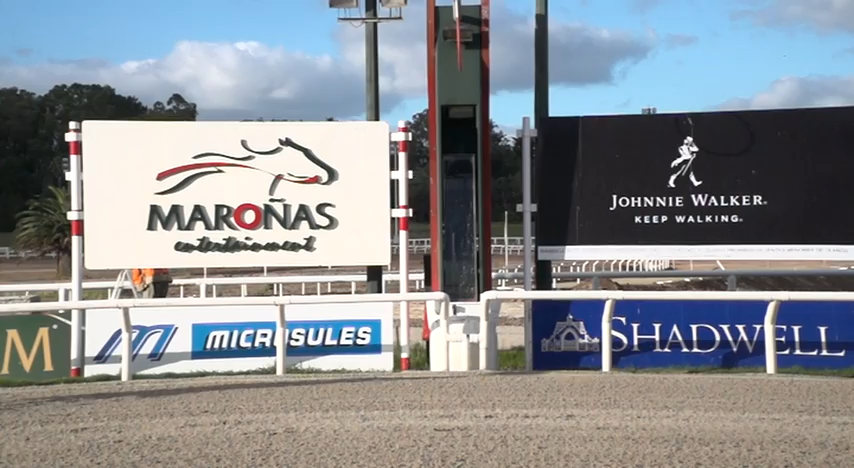 MAROÑAS
entertainment
JOHNNIE WALKER.
KEEP WALKING.
M
MICROSULES
SHADWELL